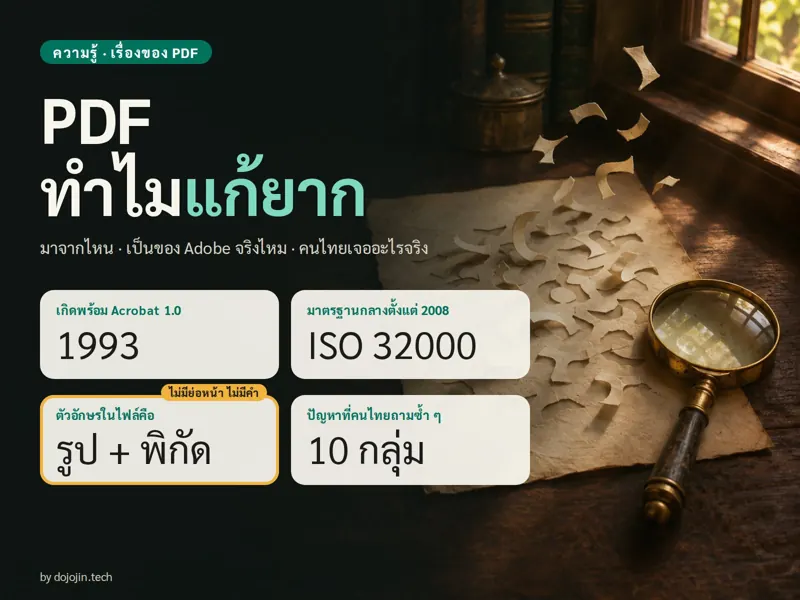 ความรู้ · เรื่องของ PDF
PDF
ทำไมแก้ยาก
มาจากไหน · เป็นของ Adobe จริงไหม · คนไทยเจออะไรจริง
เกิดพร้อม Acrobat 1.0
1993
มาตรฐานกลางตั้งแต่ 2008
ISO 32000
ไม่มีย่อหน้า ไม่มีคำ
ตัวอักษรในไฟล์คือ
รูป + พิกัด
ปัญหาที่คนไทยถามซ้ำ ๆ
10 กลุ่ม
by dojojin.tech